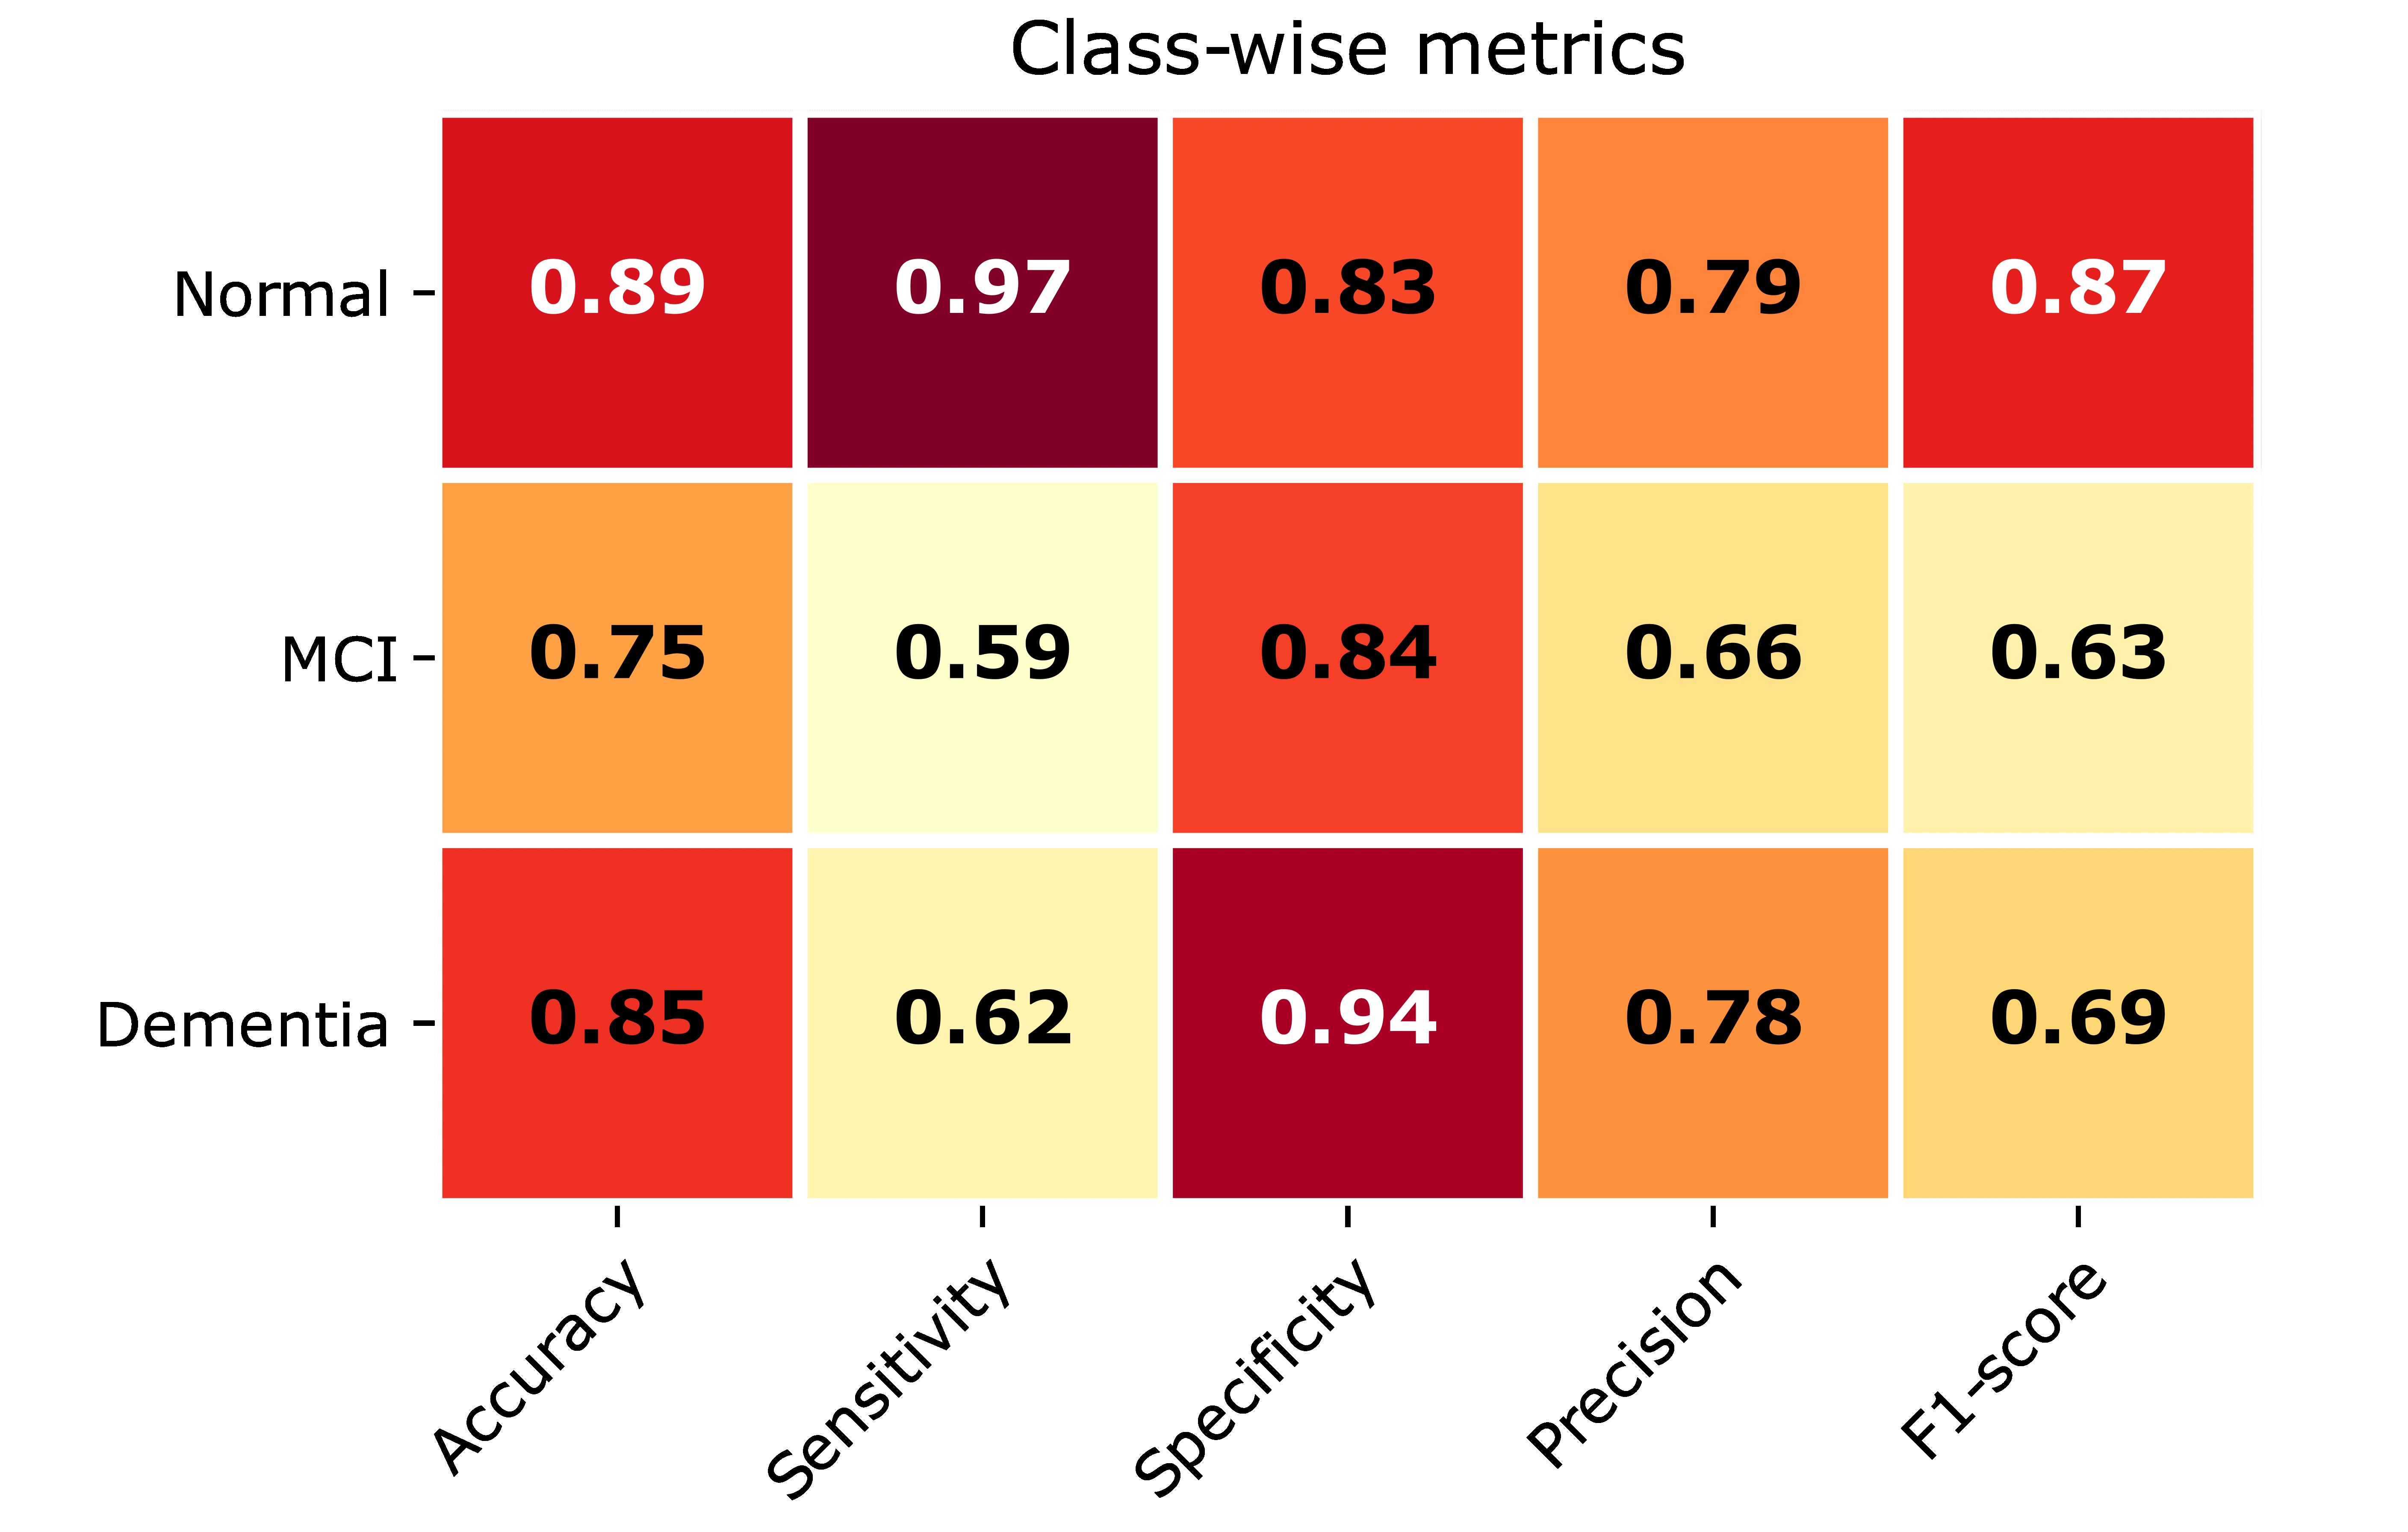 Class-wise metrics
Normal 0.89 0.97 0.83 0.79 0.87
MCI 0.75 0.59 0.84 0.66 0.63
Dementia 0.85 0.62 0.94 0.78 0.69
Accuracy Sensitivity Specificity Precision F1-score